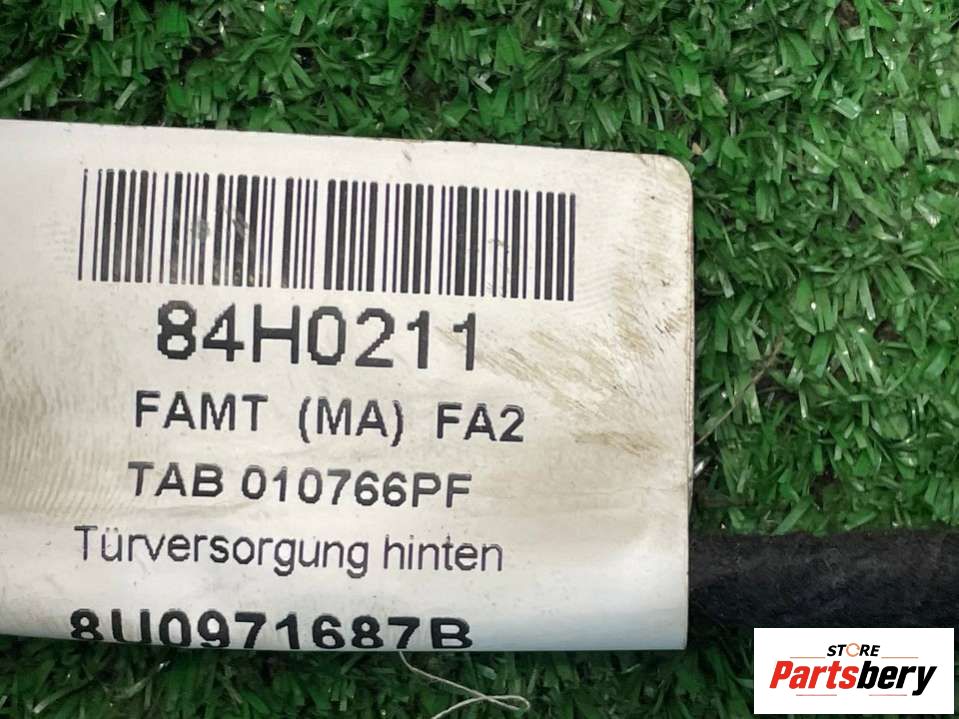 84H0211
FAMT (MA) FA2
TAB 010766PF
Türversorgung hinten
8U0971687B
STORE
Partsbery